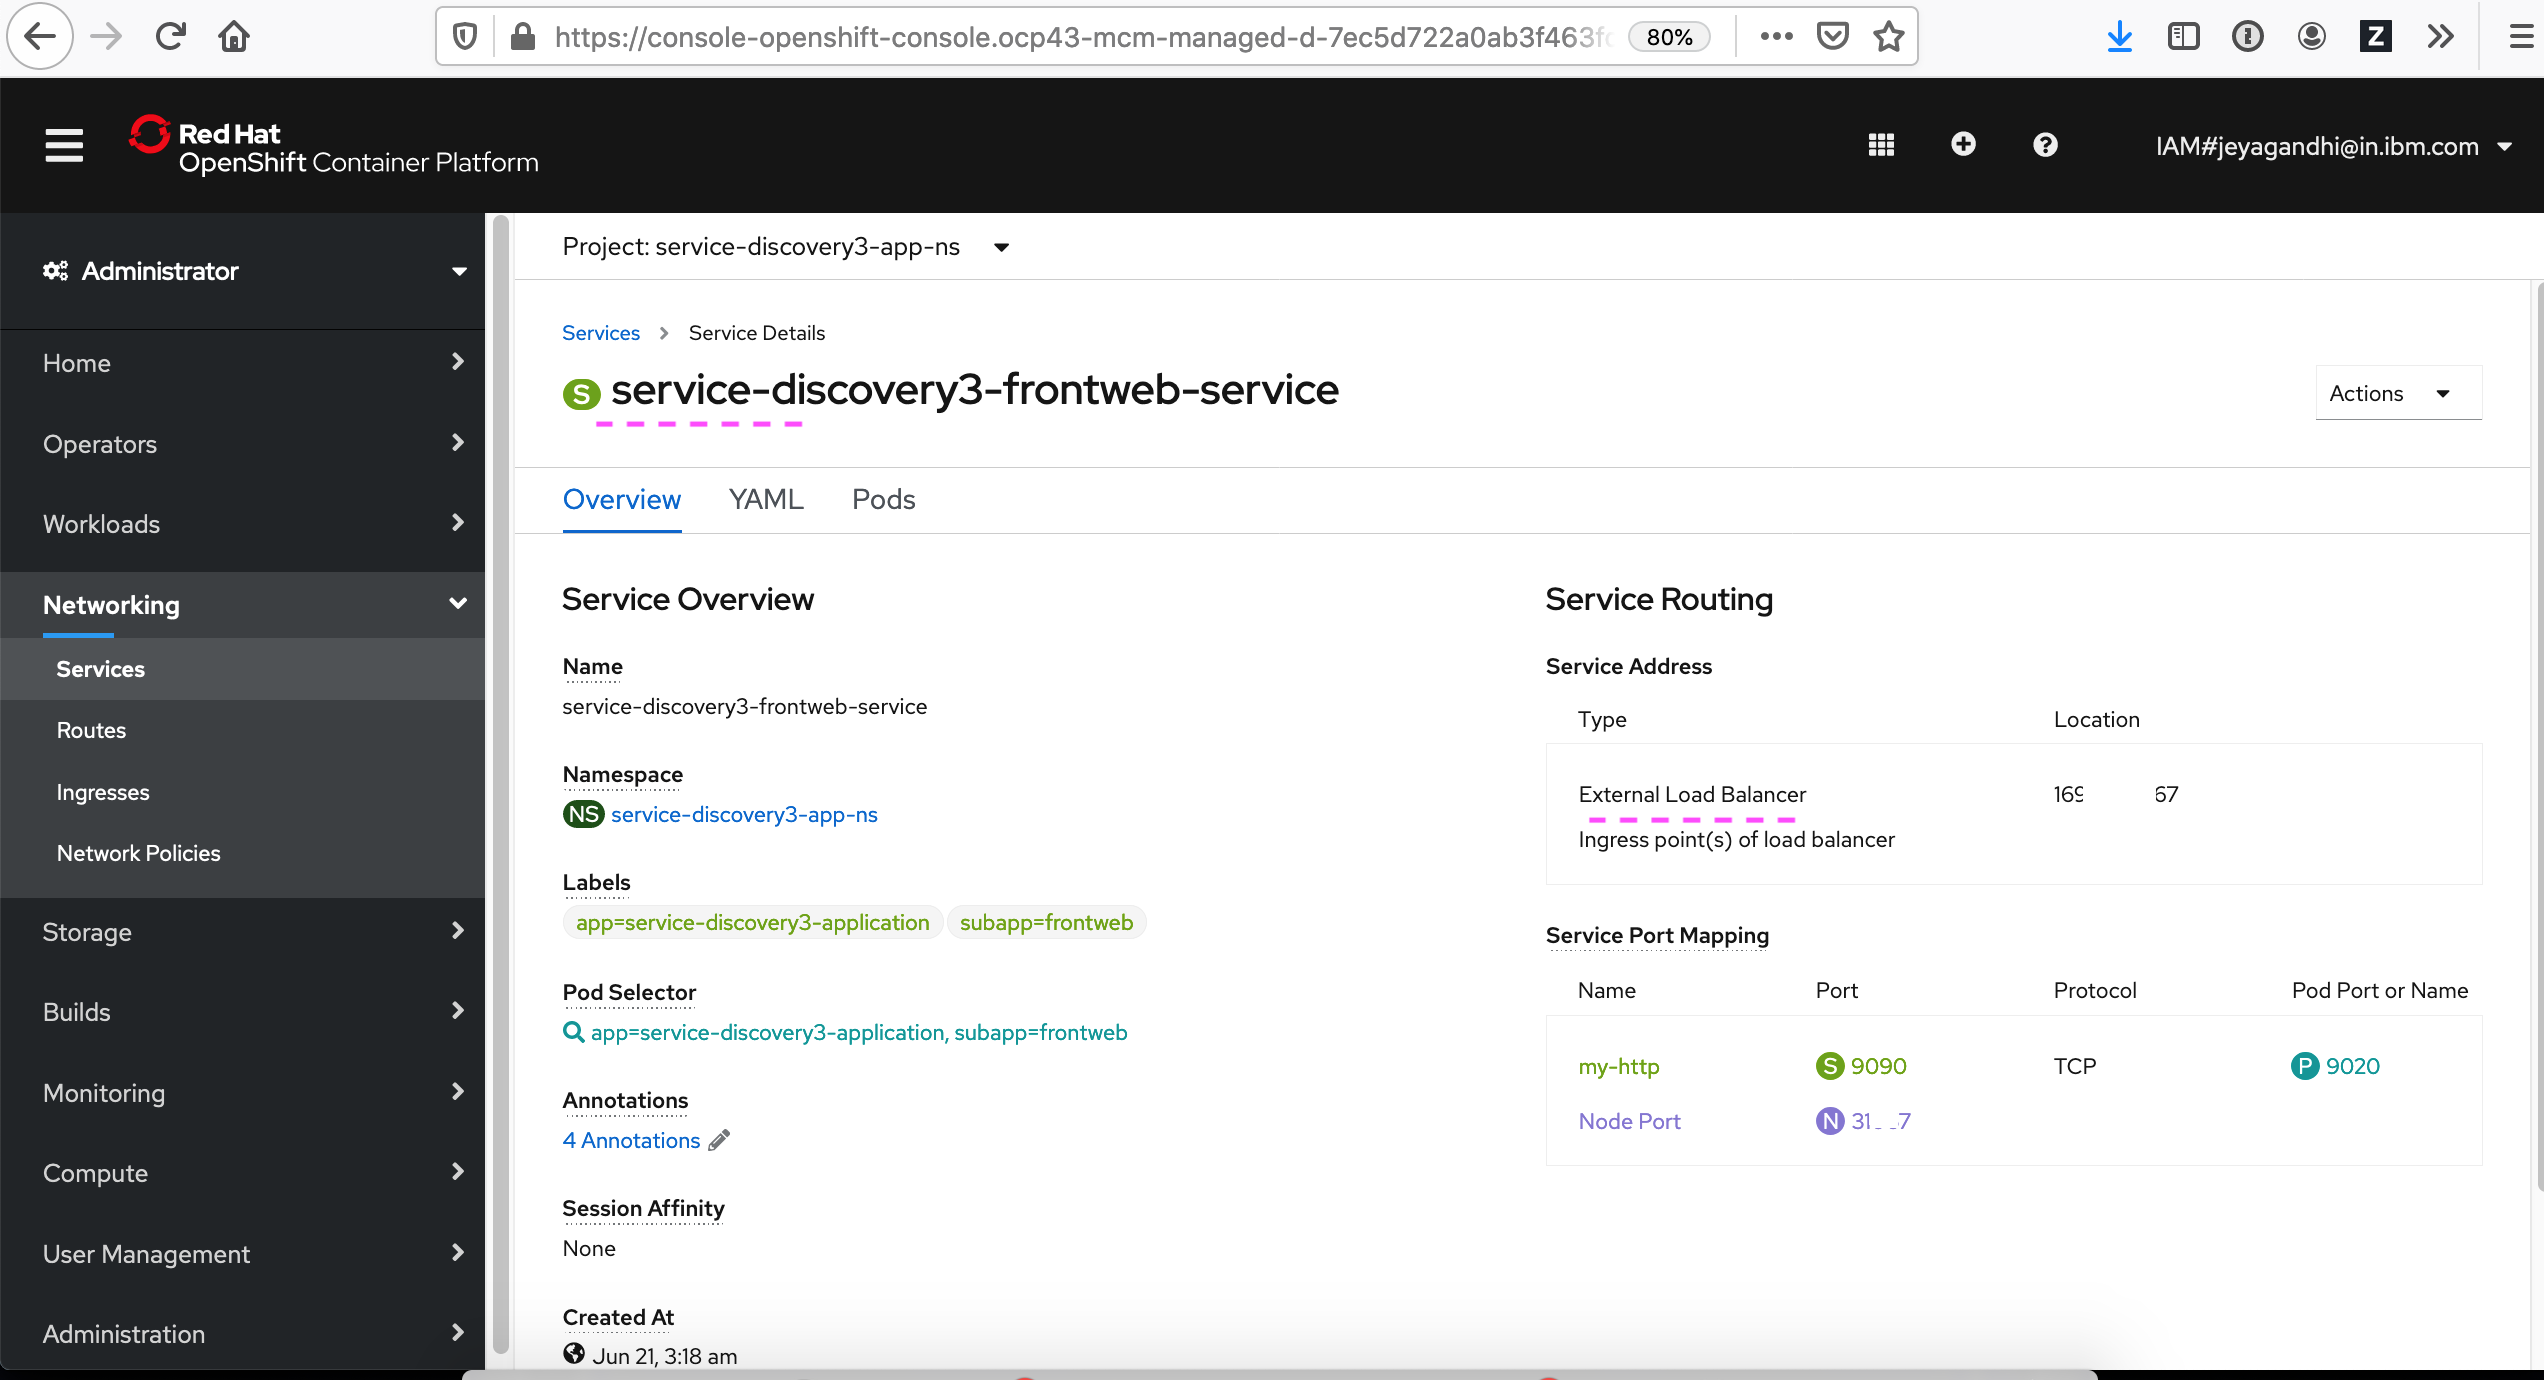 https://console-openshift-console.ocp43-mcm-managed-d-7ec5d722a0ab3f463f
80%
Red Hat
OpenShift Container Platform
IAM#jeyagandhi@in.ibm.com
Administrator
Home
Operators
Workloads
Networking
Services
Routes
Ingresses
Network Policies
Storage
Builds
Monitoring
Compute
User Management
Administration
Project: service-discovery3-app-ns
Services > Service Details
S service-discovery3-frontweb-service
Actions
Overview YAML Pods
Service Overview
Name
service-discovery3-frontweb-service
Namespace
NS service-discovery3-app-ns
Labels
app=service-discovery3-application subapp=frontweb
Pod Selector
app=service-discovery3-application, subapp=frontweb
Annotations
4 Annotations
Session Affinity
None
Created At
Jun 21, 3:18 am
Service Routing
Service Address
Type Location
External Load Balancer 169 67
Ingress point(s) of load balancer
Service Port Mapping
Name Port Protocol Pod Port or Name
my-http S 9090 TCP P 9020
Node Port N 31 7